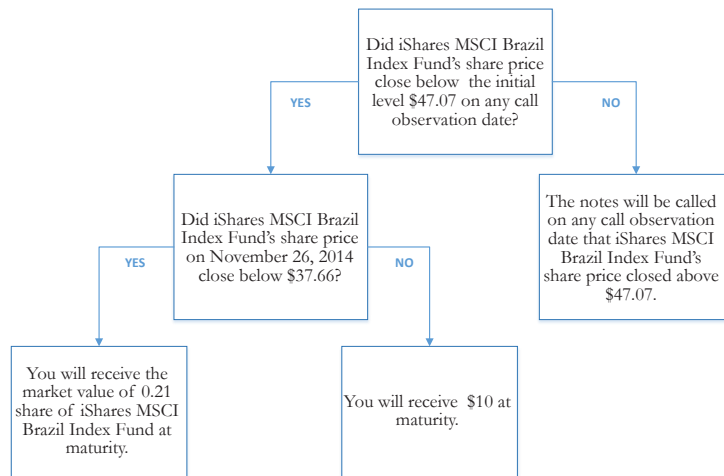 Did iShares MSCI Brazil
Index Fund's share price
close below the initial
level $47.07 on any call
observation date?
YES
NO
Did iShares MSCI Brazil
Index Fund's share price
on November 26, 2014
close below $37.66?
The notes will be called
on any call observation
date that iShares MSCI
Brazil Index Fund's
share price closed above
$47.07.
YES
NO
You will receive the
market value of 0.21
share of iShares MSCI
Brazil Index Fund at
maturity.
You will receive $10 at
maturity.